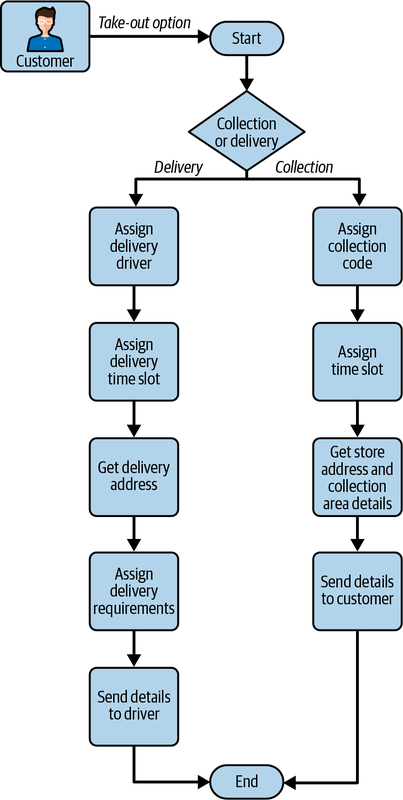 Take-out option
Customer
Start
Collection
or delivery
Delivery
Collection
Assign
delivery
driver
Assign
delivery
time slot
Get delivery
address
Assign
delivery
requirements
Send details
to driver
Assign
collection
code
Assign
time slot
Get store
address and
collection
area details
Send details
to customer
End